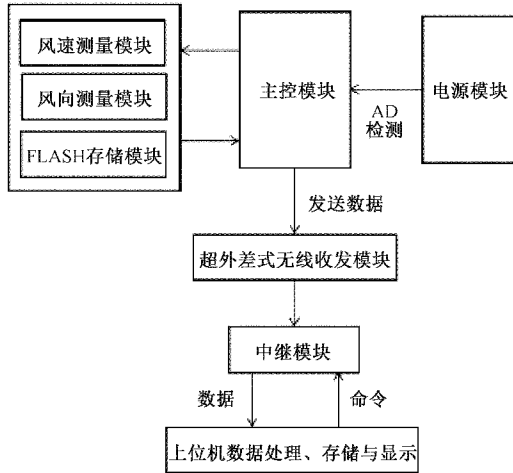 风速测量模块
风向测量模块
FLASH存储模块
主控模块
电源模块
AD
检测
发送数据
超外差式无线收发模块
中继模块
数据
命令
上位机数据处理、存储与显示